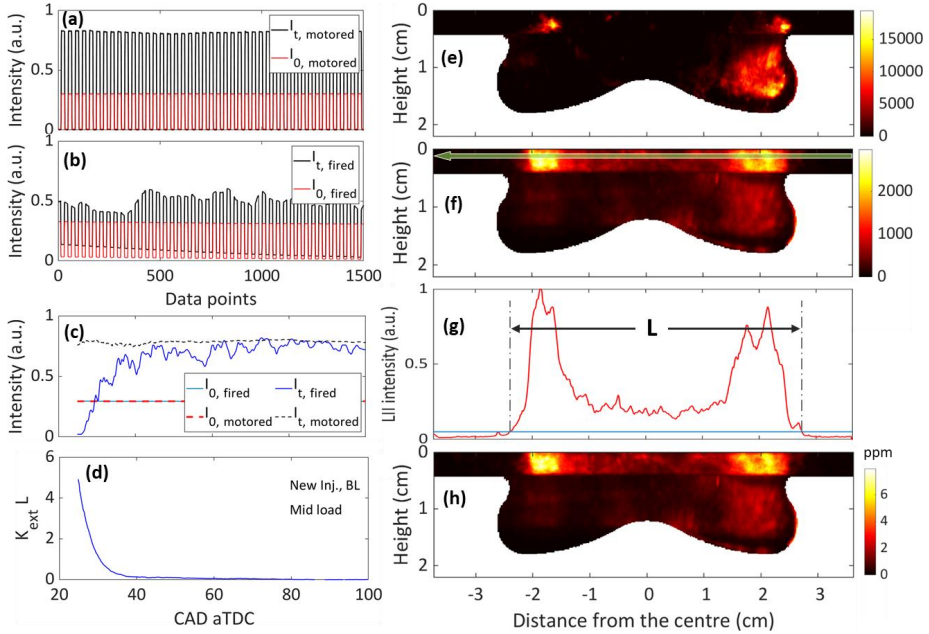 (a)
Intensity (a.u.)
1
0.5
0
I_t, motored
I_0, motored
(b)
Intensity (a.u.)
1
0.5
0
I_t, fired
I_0, fired
0 500 1000 1500
Data points
(c)
Intensity (a.u.)
1
0.5
0
I_0, fired I_t, fired
I_0, motored I_t, motored
(d)
K_ext L
6
4
2
0
New Inj., BL
Mid load
20 40 60 80 100
CAD aTDC
(e)
Height (cm)
0
1
2
15000
10000
5000
0
(f)
Height (cm)
0
1
2
2000
1000
0
(g)
LII intensity (a.u.)
1
0.5
0
L
(h)
Height (cm)
0
1
2
ppm
6
4
2
0
-3 -2 -1 0 1 2 3
Distance from the centre (cm)